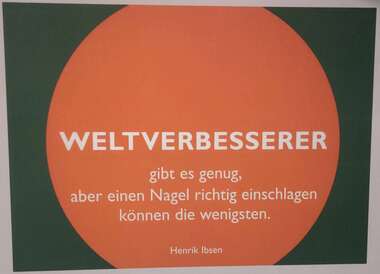 WELTVERBESSERER
gibt es genug,
aber einen Nagel richtig einschlagen
können die wenigsten.
Henrik Ibsen